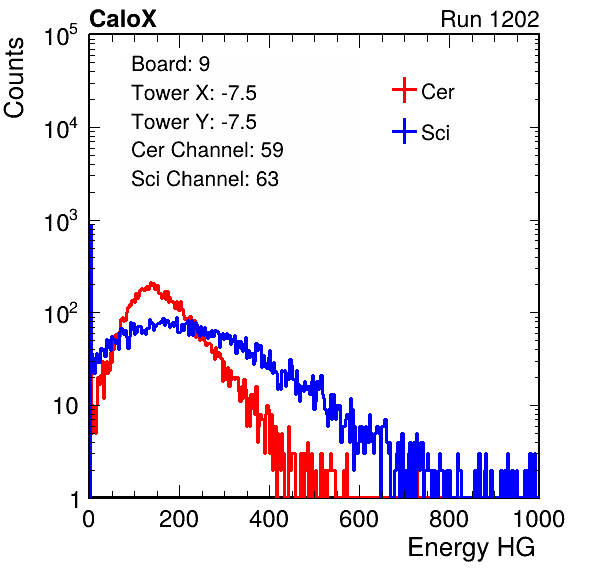 CaloX
Run 1202
Counts
Board: 9
Tower X: -7.5
Tower Y: -7.5
Cer Channel: 59
Sci Channel: 63
Cer
Sci
10^5
10^4
10^3
10^2
10
1
0 200 400 600 800 1000
Energy HG